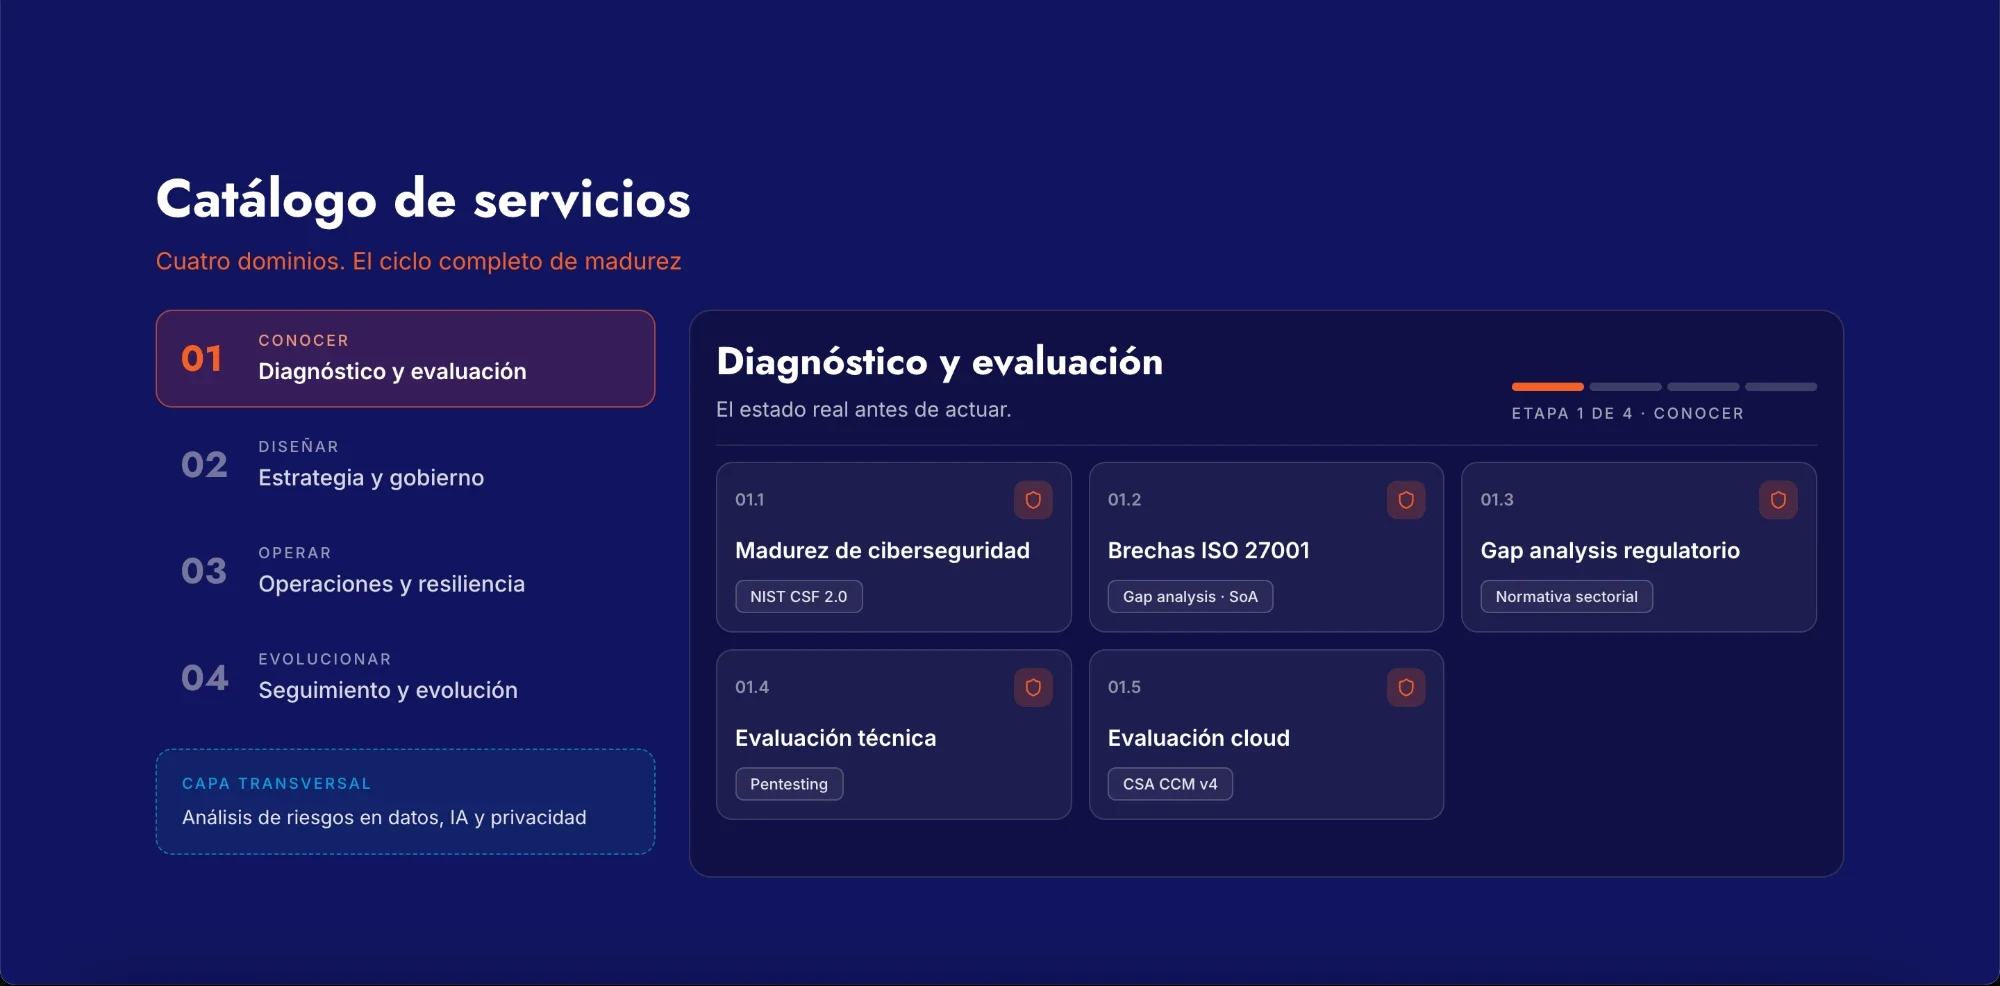 Catálogo de servicios
Cuatro dominios. El ciclo completo de madurez
01
CONOCER
Diagnóstico y evaluación
02
DISEÑAR
Estrategia y gobierno
03
OPERAR
Operaciones y resiliencia
04
EVOLUCIONAR
Seguimiento y evolución
CAPA TRANSVERSAL
Análisis de riesgos en datos, IA y privacidad
Diagnóstico y evaluación
El estado real antes de actuar.
ETAPA 1 DE 4 · CONOCER
01.1
Madurez de ciberseguridad
NIST CSF 2.0
01.2
Brechas ISO 27001
Gap analysis · SoA
01.3
Gap analysis regulatorio
Normativa sectorial
01.4
Evaluación técnica
Pentesting
01.5
Evaluación cloud
CSA CCM v4